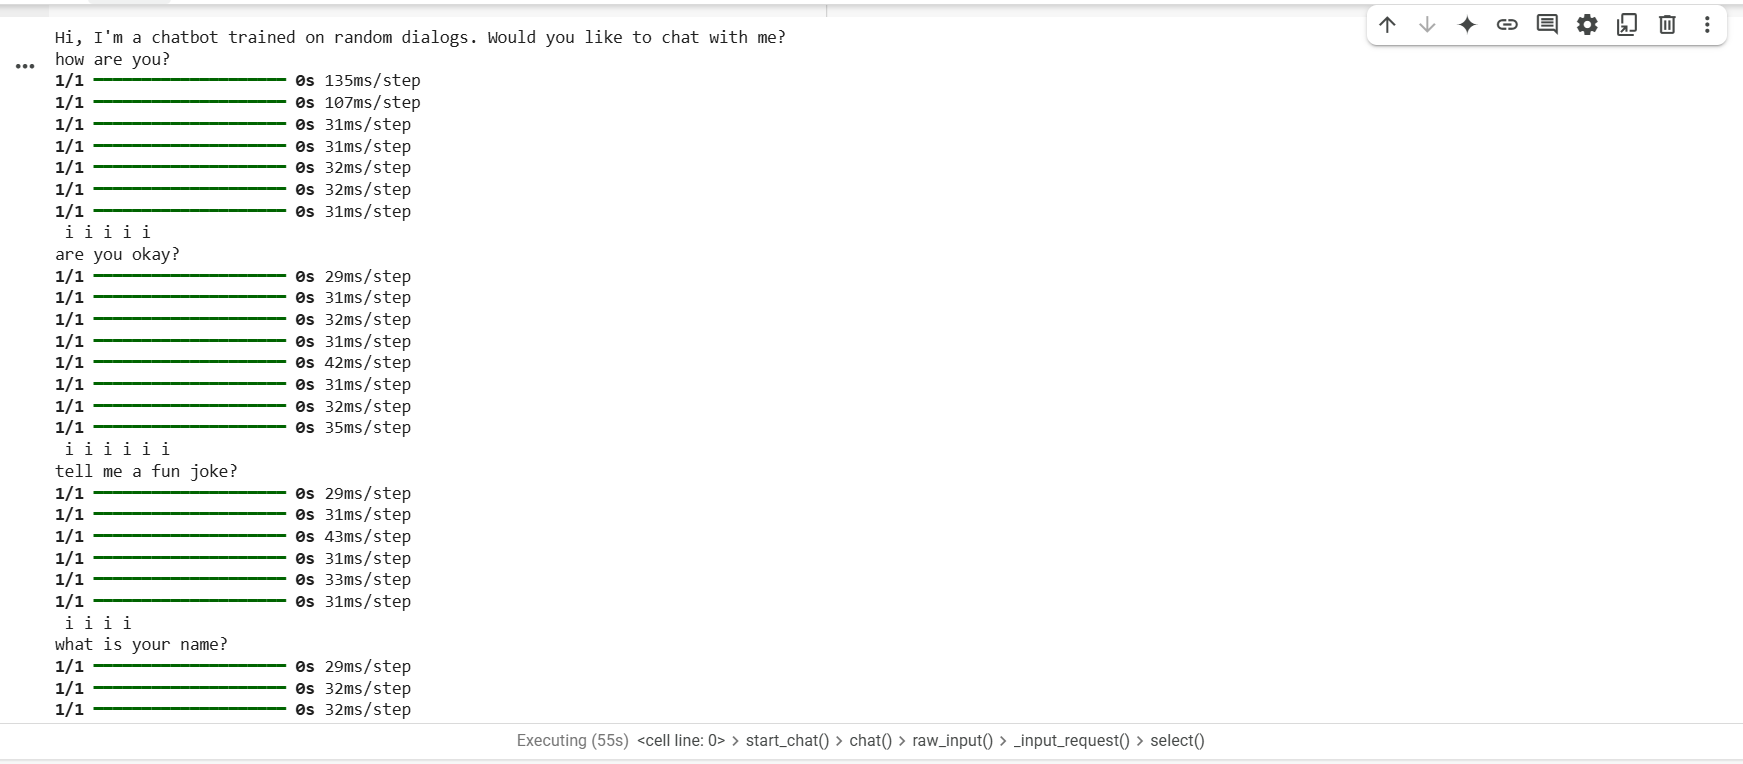 Hi, I'm a chatbot trained on random dialogs. Would you like to chat with me?
how are you?
1/1 0s 135ms/step
1/1 0s 107ms/step
1/1 0s 31ms/step
1/1 0s 31ms/step
1/1 0s 32ms/step
1/1 0s 32ms/step
1/1 0s 31ms/step
i i i i i
are you okay?
1/1 0s 29ms/step
1/1 0s 31ms/step
1/1 0s 32ms/step
1/1 0s 31ms/step
1/1 0s 42ms/step
1/1 0s 31ms/step
1/1 0s 32ms/step
1/1 0s 35ms/step
i i i i i i
tell me a fun joke?
1/1 0s 29ms/step
1/1 0s 31ms/step
1/1 0s 43ms/step
1/1 0s 31ms/step
1/1 0s 33ms/step
1/1 0s 31ms/step
i i i i
what is your name?
1/1 0s 29ms/step
1/1 0s 32ms/step
1/1 0s 32ms/step
Executing (55s) <cell line: 0> > start_chat() > chat() > raw_input() > _input_request() > select()